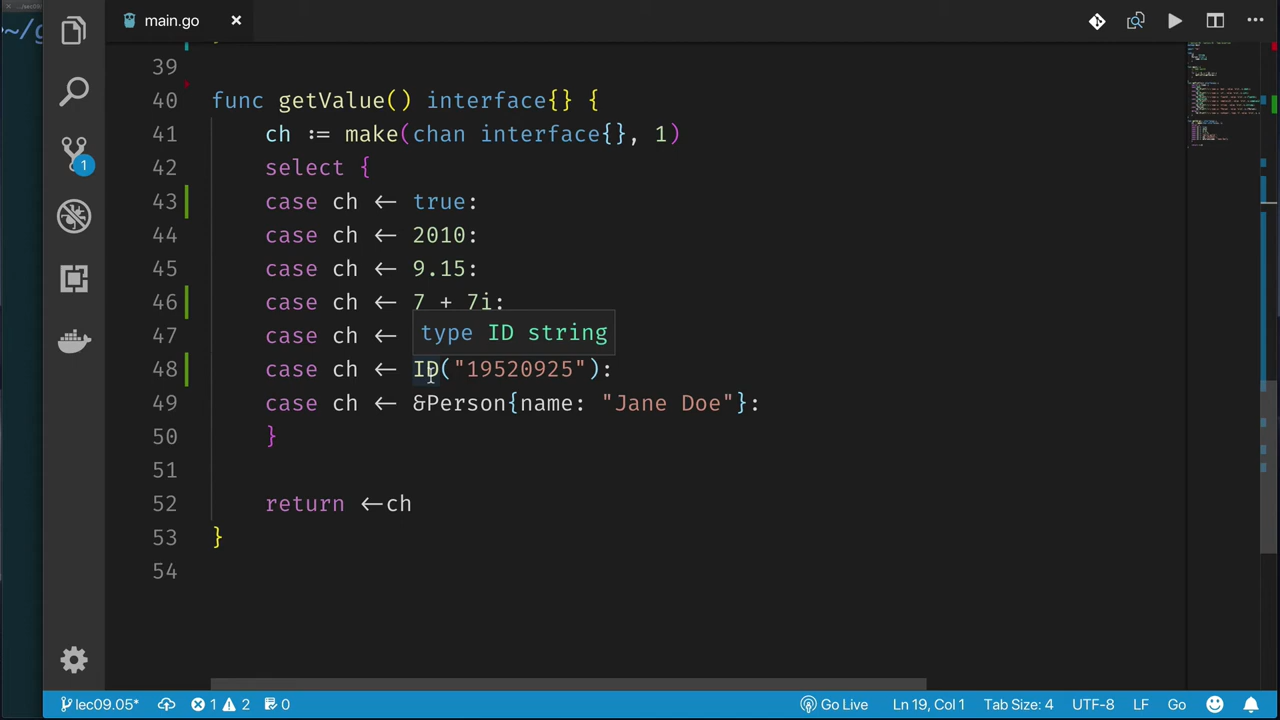 ~/g
main.go ×
39
40 func getValue() interface{} {
41 ch := make(chan interface{}, 1)
42 select {
43 case ch <- true:
44 case ch <- 2010:
45 case ch <- 9.15:
46 case ch <- 7 + 7i:
type ID string
47 case ch <-
48 case ch <- ID("19520925"):
49 case ch <- &Person{name: "Jane Doe"}:
50 }
51
52 return <-ch
53 }
54
1
lec09.05* 1 2 0 Go Live Ln 19, Col 1 Tab Size: 4 UTF-8 LF Go